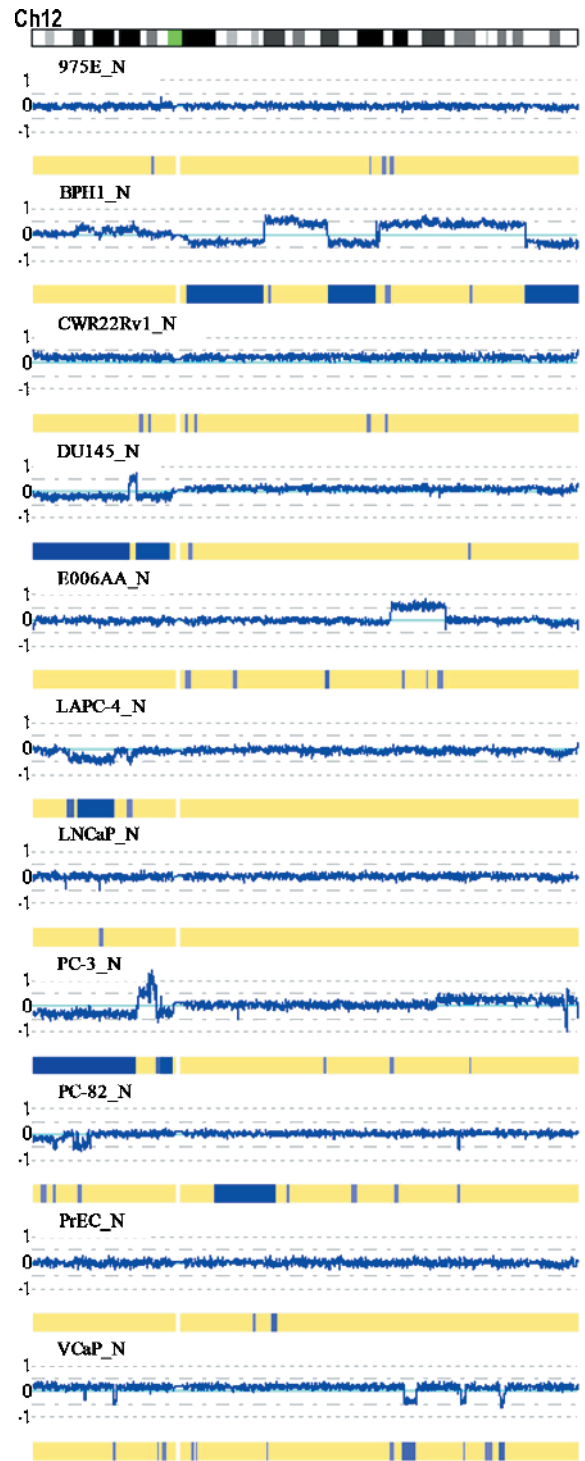 Ch12
975E_N
1
0
-1
BPH1_N
1
0
-1
CWR22Rv1_N
1
0
-1
DU145_N
1
0
-1
E006AA_N
1
0
-1
LAPC-4_N
1
0
-1
LNCaP_N
1
0
-1
PC-3_N
1
0
-1
PC-82_N
1
0
-1
PrEC_N
1
0
-1
VCaP_N
1
0
-1